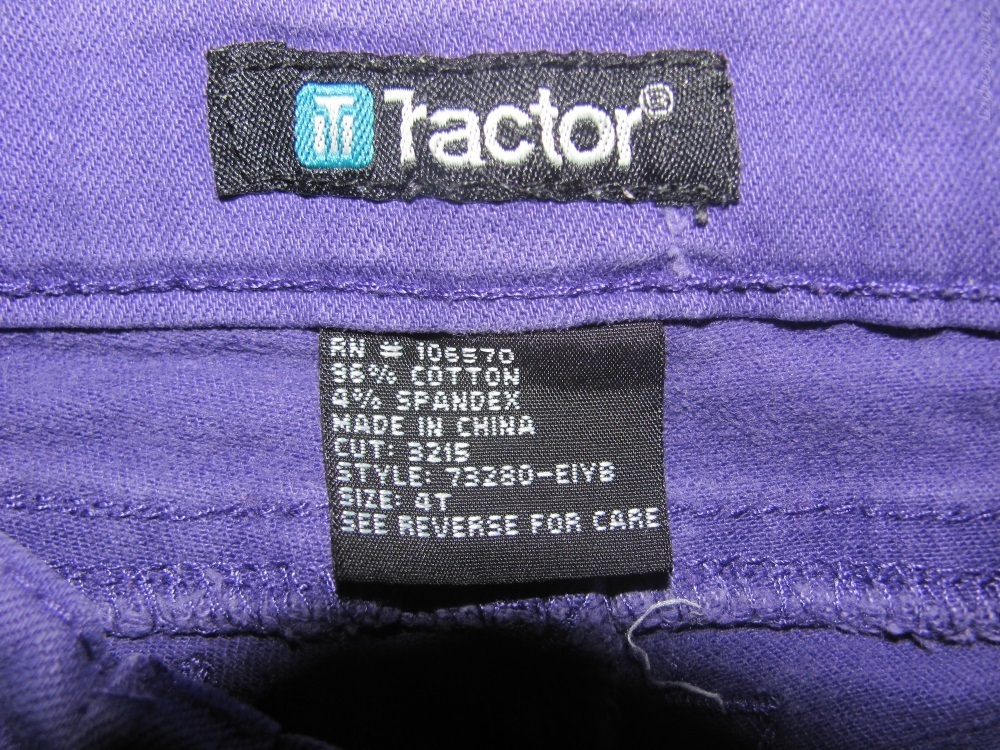 Tractor®
RN # 106570
96% COTTON
4% SPANDEX
MADE IN CHINA
CUT: 3215
STYLE: 73280-EIYB
SIZE: 4T
SEE REVERSE FOR CARE